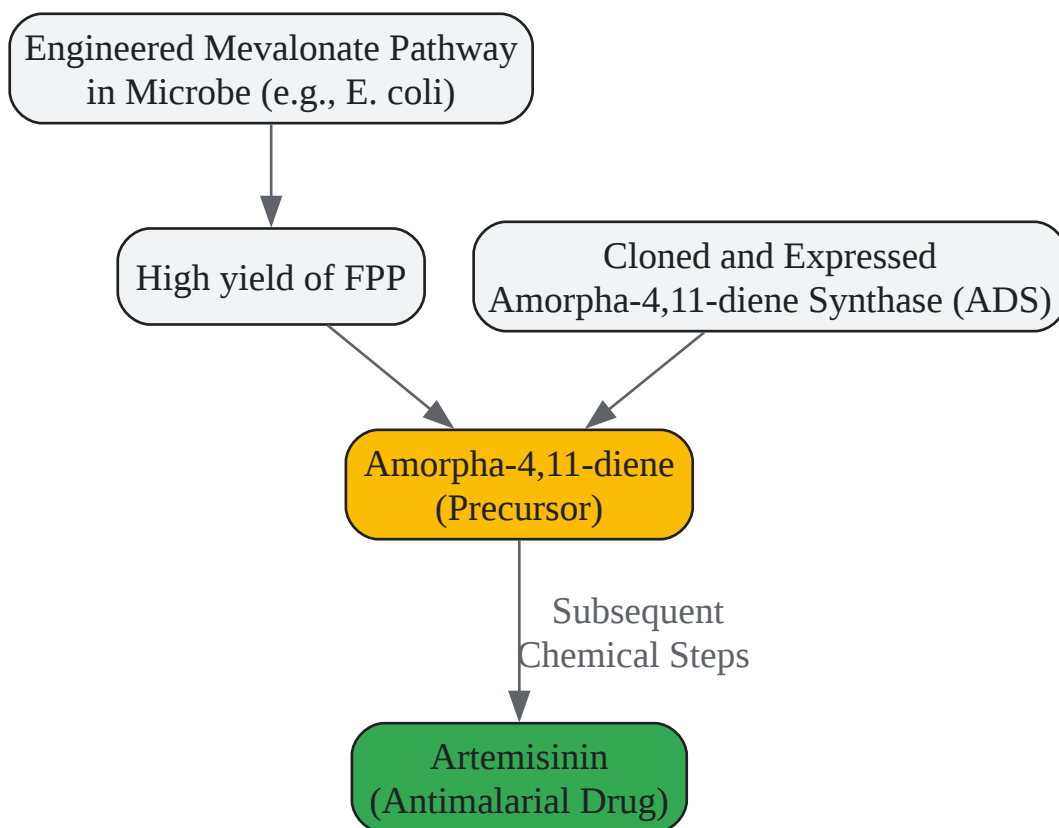 Engineered Mevalonate Pathway
in Microbe (e.g., E. coli)
High yield of FPP
Cloned and Expressed
Amorpha-4,11-diene Synthase (ADS)
Amorpha-4,11-diene
(Precursor)
Subsequent
Chemical Steps
Artemisinin
(Antimalarial Drug)